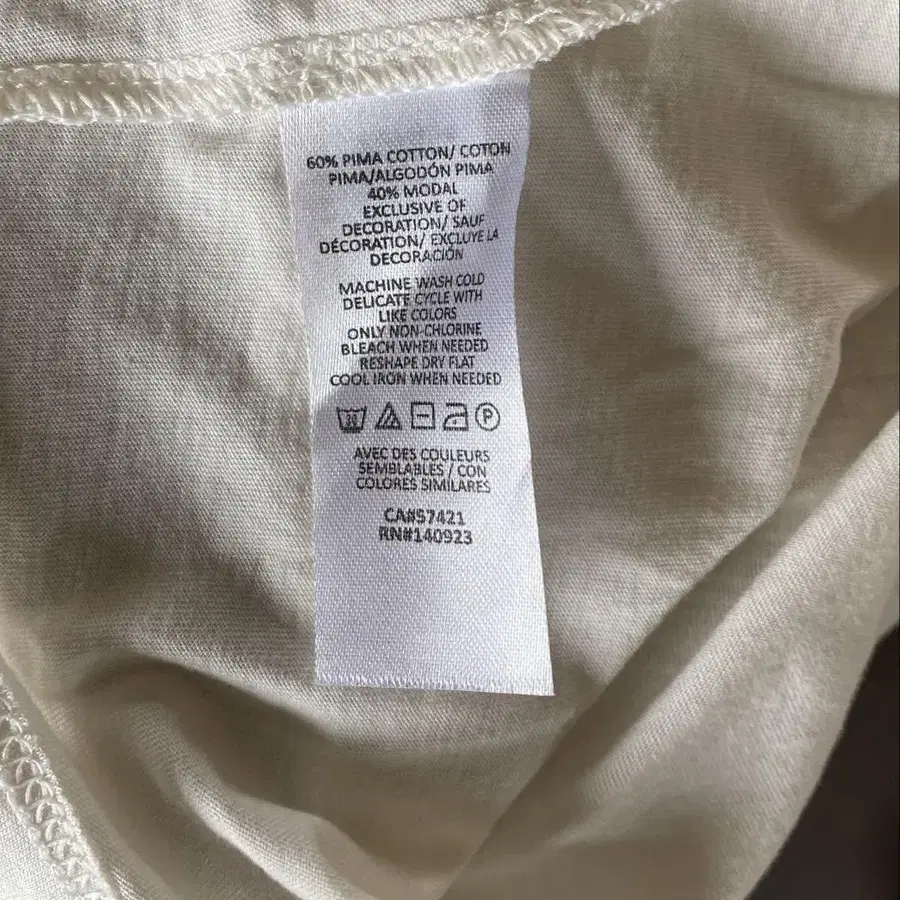 60% PIMA COTTON/ COTON
PIMA/ALGODÓN PIMA
40% MODAL
EXCLUSIVE OF
DECORATION/ SAUF
DÉCORATION/ EXCLUYE LA
DECORACIÓN
MACHINE WASH COLD
DELICATE CYCLE WITH
LIKE COLORS
ONLY NON-CHLORINE
BLEACH WHEN NEEDED
RESHAPE DRY FLAT
COOL IRON WHEN NEEDED
30 P
AVEC DES COULEURS
SEMBLABLES / CON
COLORES SIMILARES
CA#57421
RN#140923